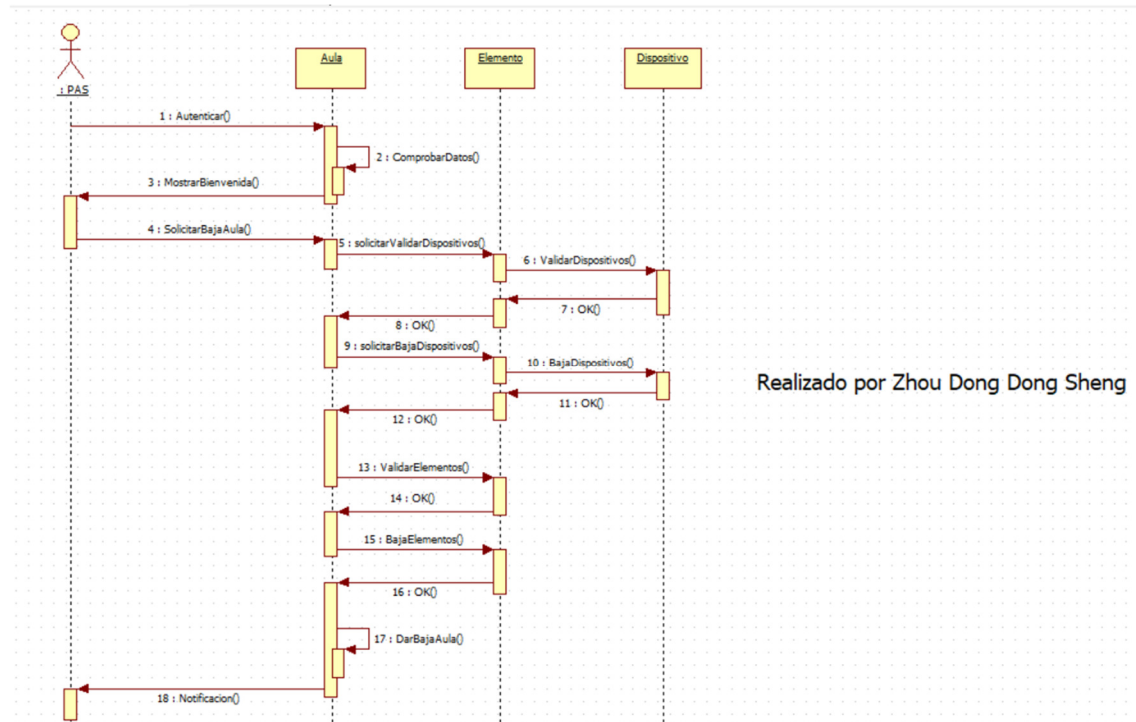 Aula
Elemento
Dispositivo
: PAS
1 : Autenticar()
2 : ComprobarDatos()
3 : MostrarBienvenida()
4 : SolicitarBajaAula()
5 : solicitarValidarDispositivos()
6 : ValidarDispositivos()
7 : OK()
8 : OK()
9 : solicitarBajaDispositivos()
10 : BajaDispositivos()
Realizado por Zhou Dong Dong Sheng
11 : OK()
12 : OK()
13 : ValidarElementos()
14 : OK()
15 : BajaElementos()
16 : OK()
17 : DarBajaAula()
18 : Notificacion()